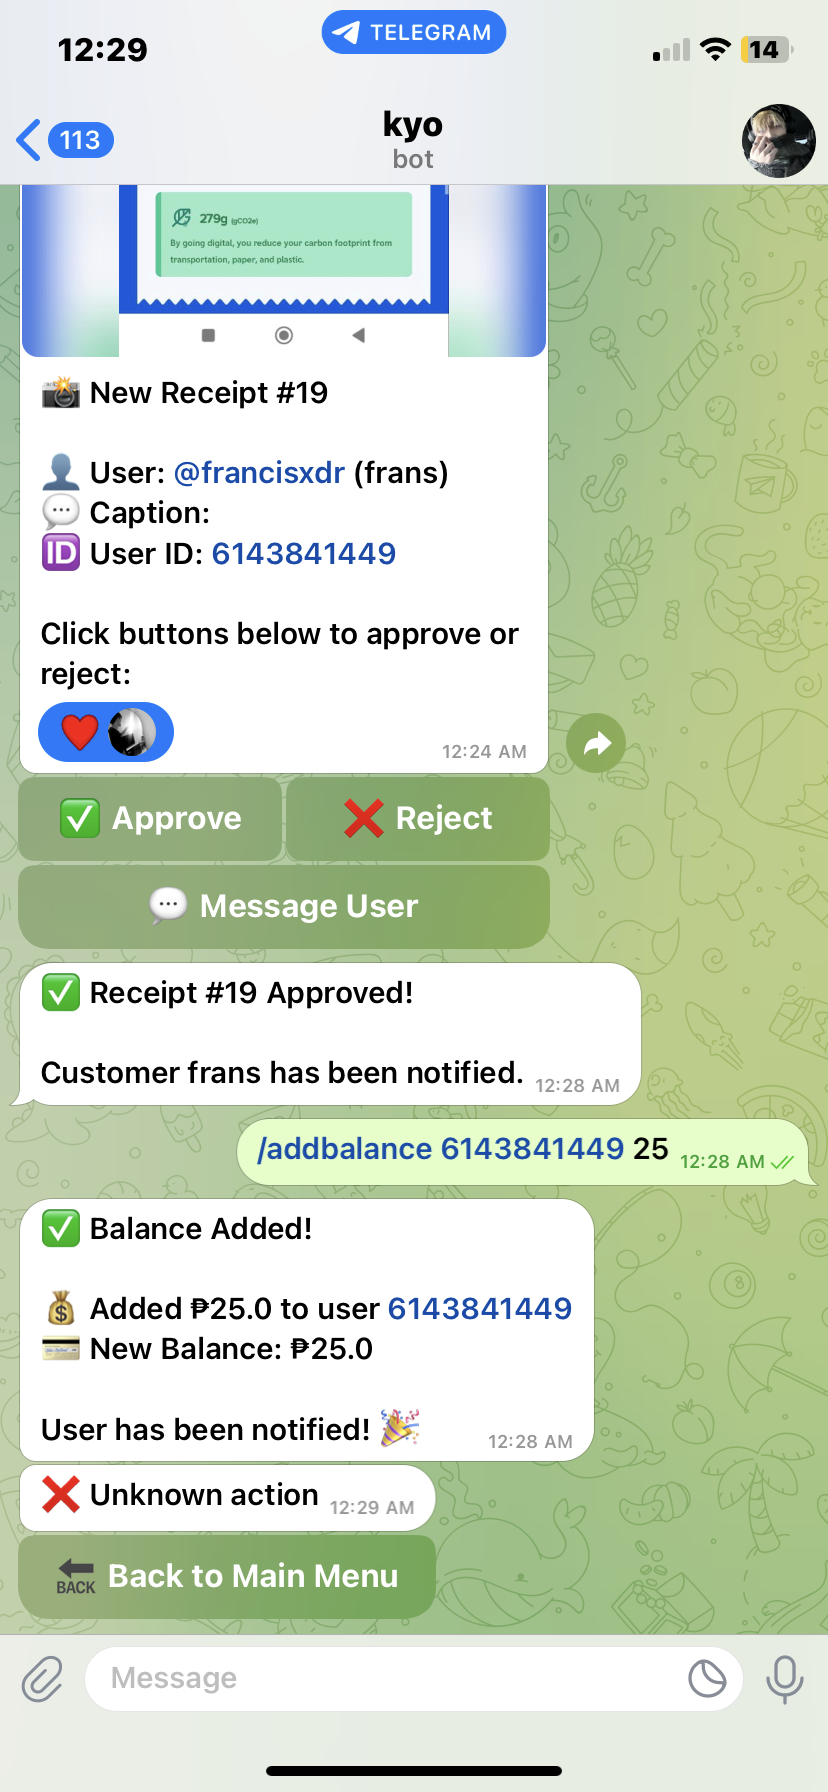 12:29
TELEGRAM
14
113
kyo
bot
279g (gCO2e)
By going digital, you reduce your carbon footprint from
transportation, paper, and plastic.
📸 New Receipt #19
👤 User: @francisxdr (frans)
💬 Caption:
🆔 User ID: 6143841449
Click buttons below to approve or
reject:
❤️
12:24 AM
✅ Approve
❌ Reject
💬 Message User
✅ Receipt #19 Approved!
Customer frans has been notified. 12:28 AM
/addbalance 6143841449 25 12:28 AM
✅ Balance Added!
💰 Added ₱25.0 to user 6143841449
💳 New Balance: ₱25.0
User has been notified! 🎉 12:28 AM
❌ Unknown action 12:29 AM
🔙 Back to Main Menu
Message